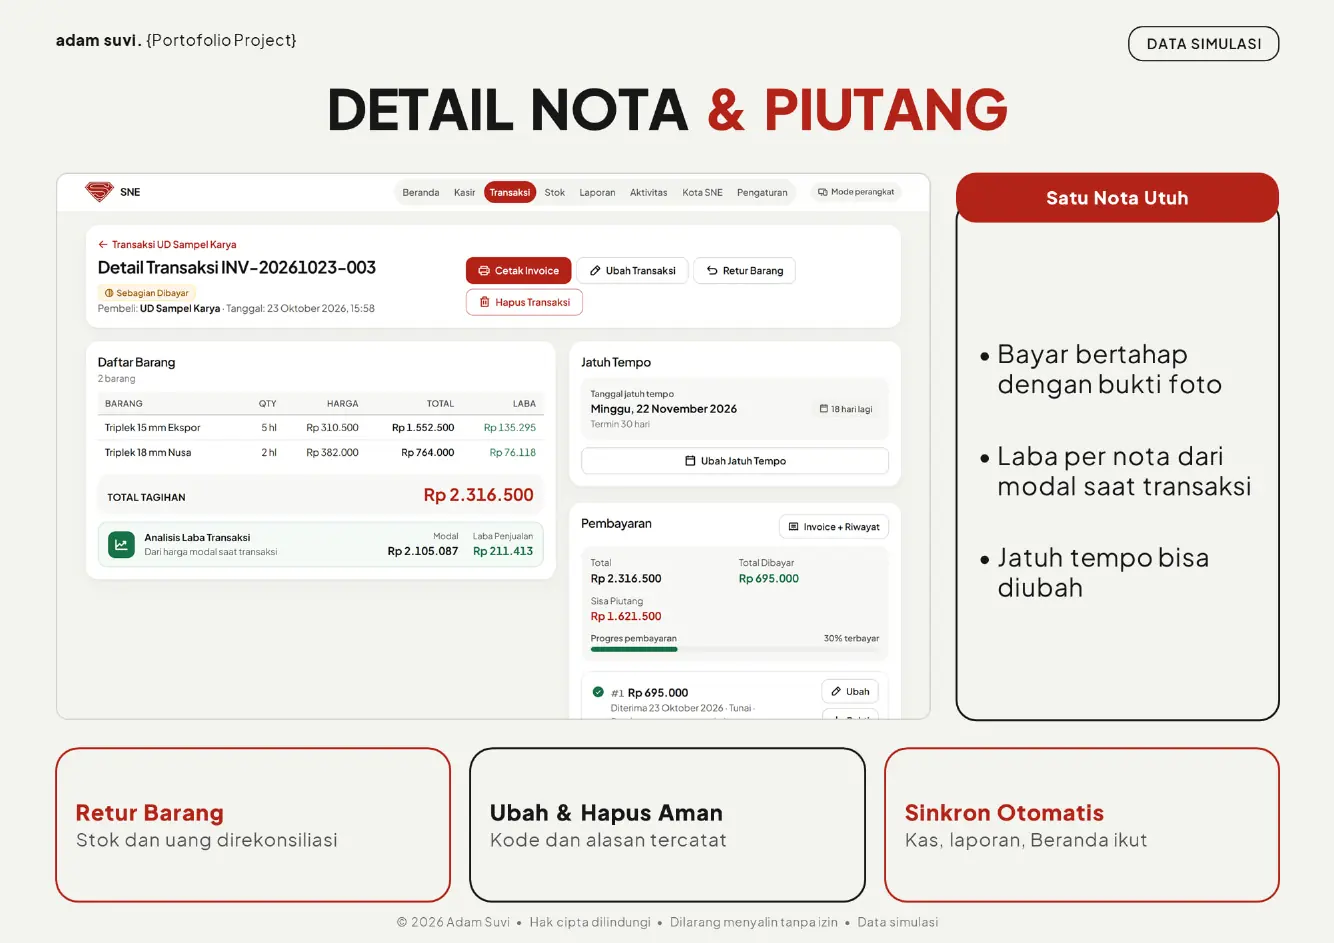 adam suvi. {Portofolio Project}
DATA SIMULASI
DETAIL NOTA & PIUTANG
SNE
Beranda Kasir Transaksi Stok Laporan Aktivitas Kota SNE Pengaturan Mode perangkat
← Transaksi UD Sampel Karya
Detail Transaksi INV-20261023-003
Sebagian Dibayar
Pembeli: UD Sampel Karya · Tanggal: 23 Oktober 2026, 15:58
Cetak Invoice Ubah Transaksi Retur Barang
Hapus Transaksi
Daftar Barang
2 barang
BARANG QTY HARGA TOTAL LABA
Triplek 15 mm Ekspor 5 hl Rp 310.500 Rp 1.552.500 Rp 135.295
Triplek 18 mm Nusa 2 hl Rp 382.000 Rp 764.000 Rp 76.118
TOTAL TAGIHAN Rp 2.316.500
Analisis Laba Transaksi Modal Laba Penjualan
Dari harga modal saat transaksi Rp 2.105.087 Rp 211.413
Jatuh Tempo
Tanggal jatuh tempo
Minggu, 22 November 2026 18 hari lagi
Termin 30 hari
Ubah Jatuh Tempo
Pembayaran Invoice + Riwayat
Total Total Dibayar
Rp 2.316.500 Rp 695.000
Sisa Piutang
Rp 1.621.500
Progres pembayaran 30% terbayar
#1 Rp 695.000 Ubah
Diterima 23 Oktober 2026 · Tunai ·
Satu Nota Utuh
• Bayar bertahap
dengan bukti foto
• Laba per nota dari
modal saat transaksi
• Jatuh tempo bisa
diubah
Retur Barang
Stok dan uang direkonsiliasi
Ubah & Hapus Aman
Kode dan alasan tercatat
Sinkron Otomatis
Kas, laporan, Beranda ikut
© 2026 Adam Suvi • Hak cipta dilindungi • Dilarang menyalin tanpa izin • Data simulasi